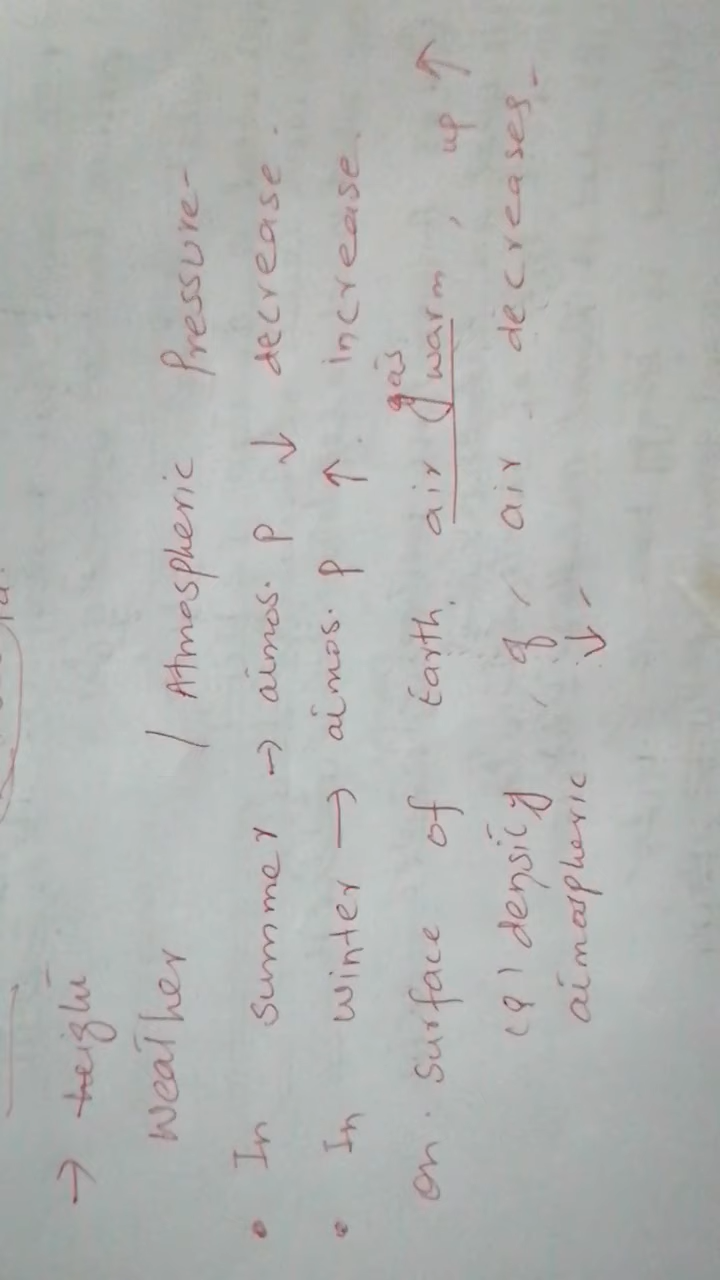 → height
Weather / Atmospheric Pressure-
• In Summer → atmos. P ↓ decrease.
• In winter → atmos. P ↑. increase.
gas
on. Surface of Earth. air warm, up ↑
(ρ) density of air decreases-
atmospheric ↓-